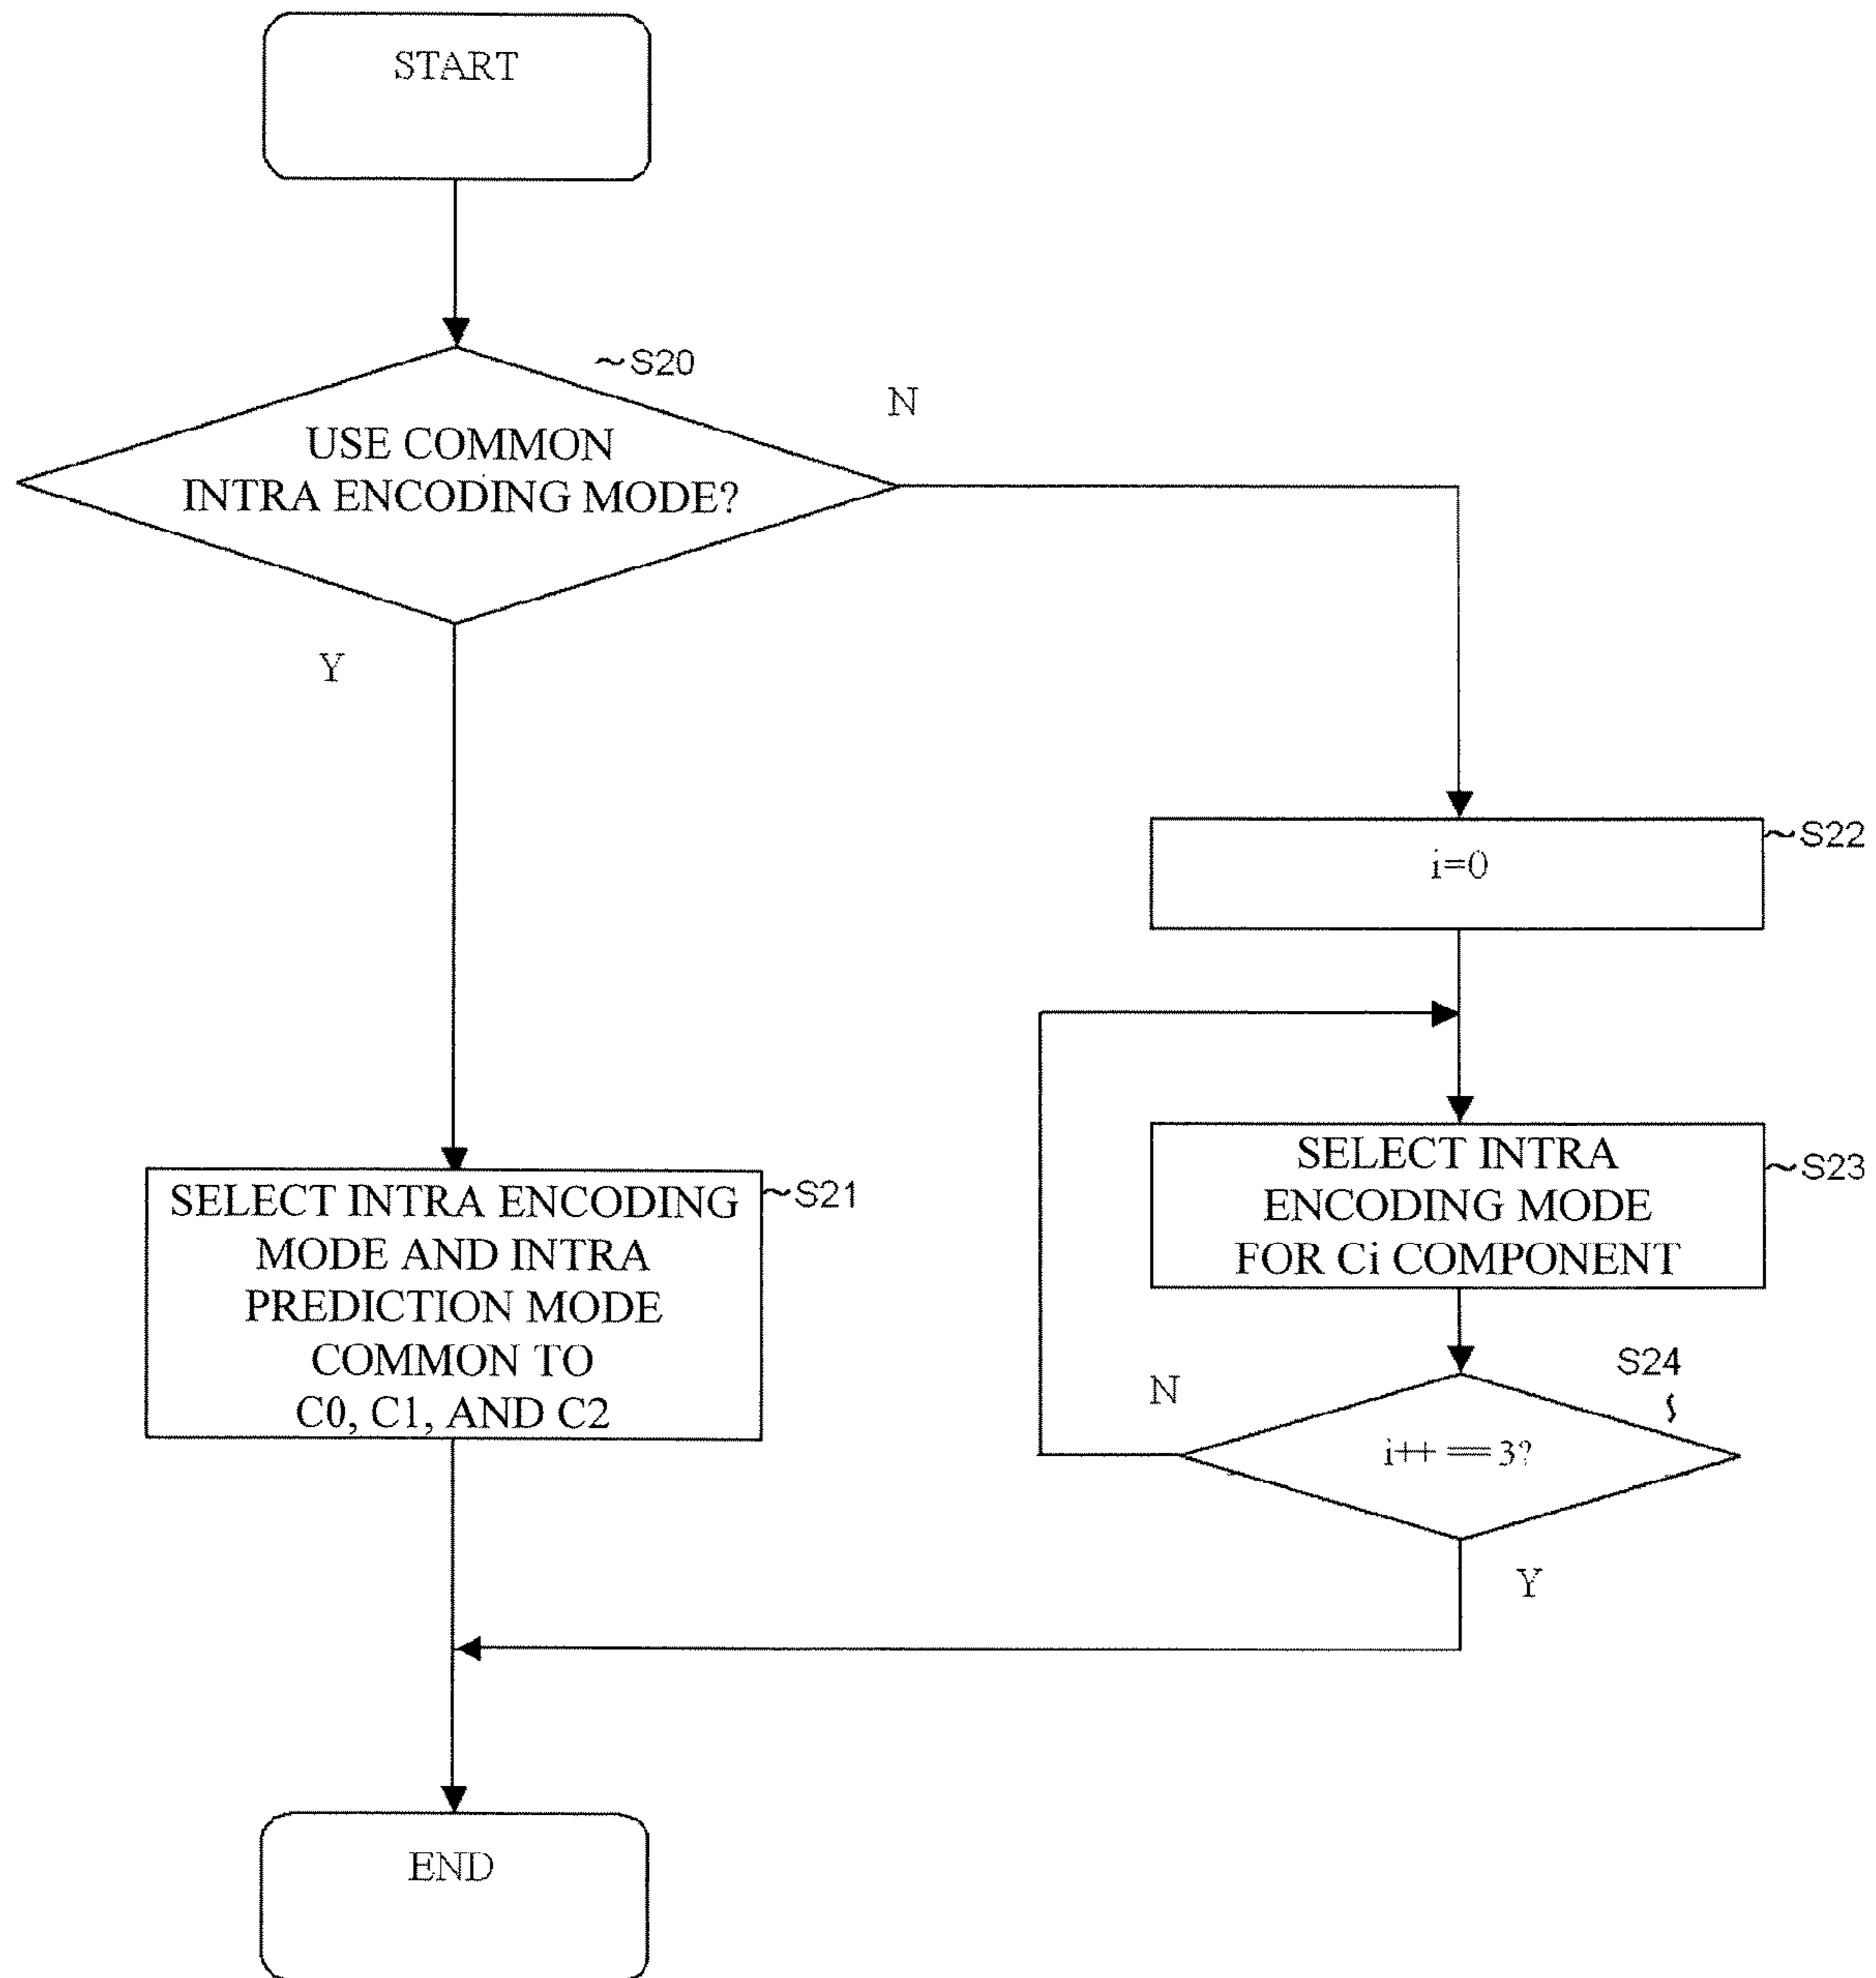 START
~S20
N
USE COMMON
INTRA ENCODING MODE?
Y
~S22
i=0
SELECT INTRA
ENCODING MODE
FOR Ci COMPONENT
~S23
SELECT INTRA ENCODING
MODE AND INTRA
PREDICTION MODE
COMMON TO
C0, C1, AND C2
~S21
S24
N
i++ ==3?
Y
END